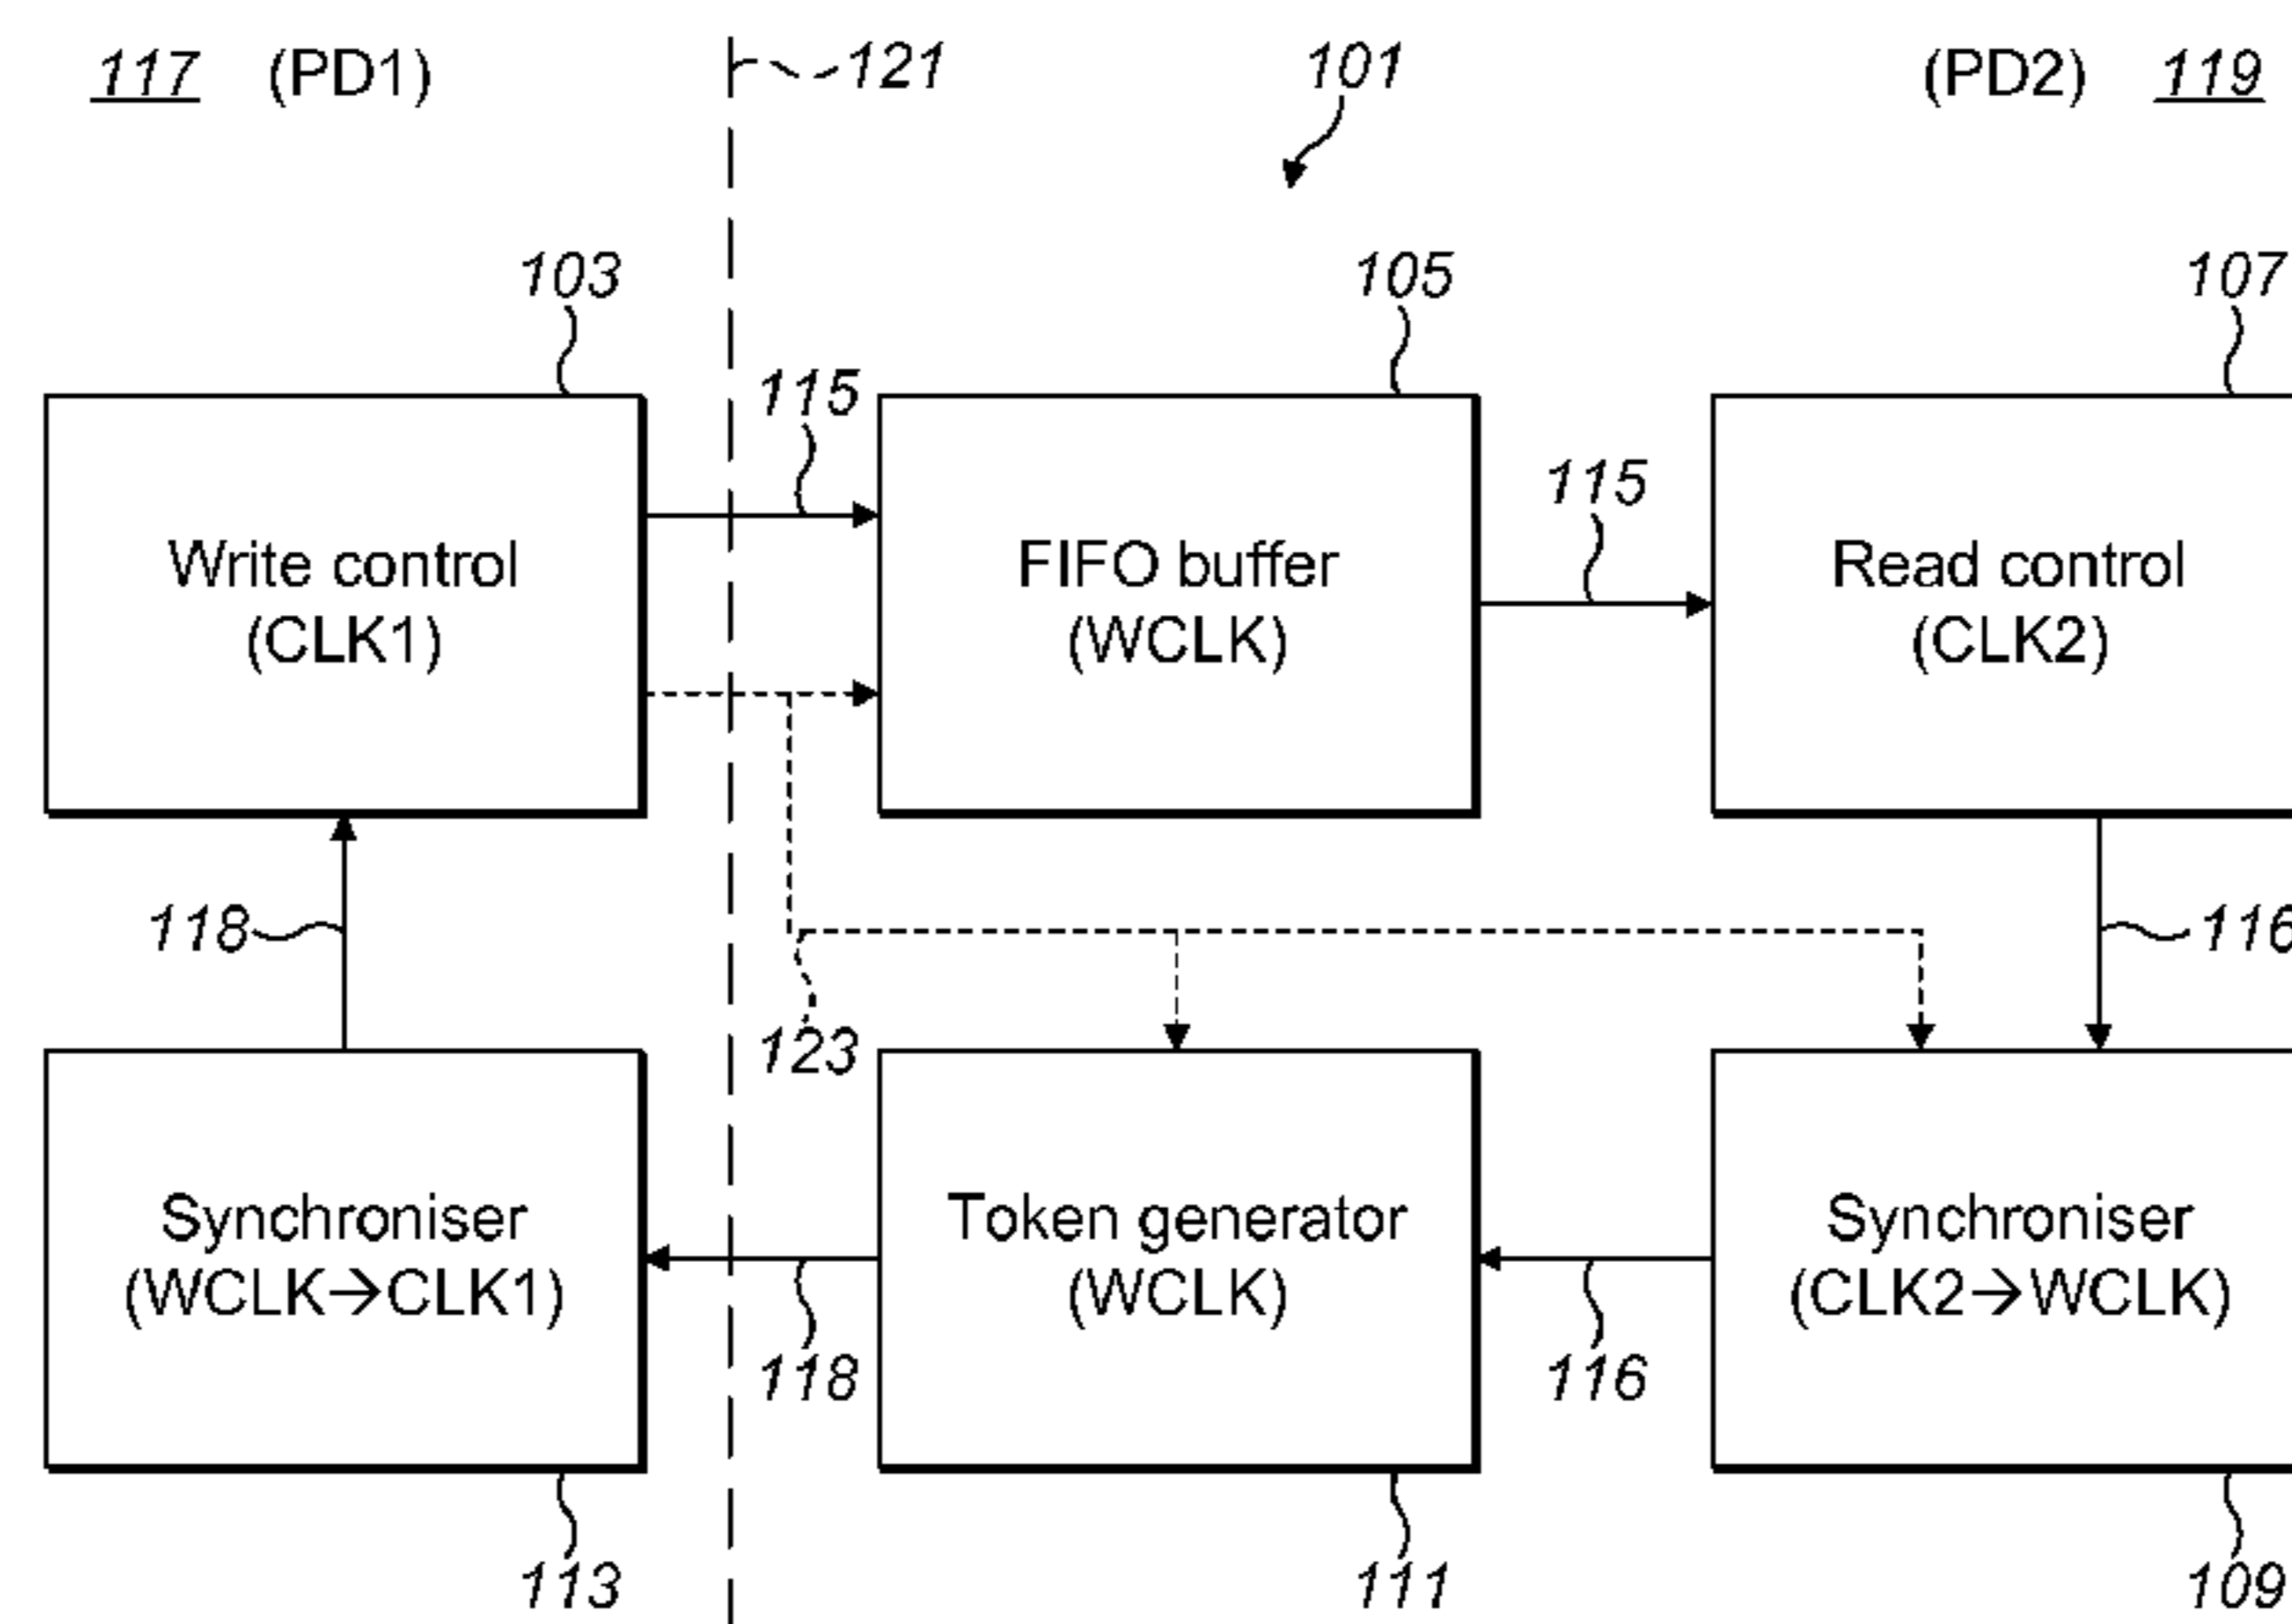 117 (PD1) 121 101 (PD2) 119
103 105 107
115
115
Write control
(CLK1)
FIFO buffer
(WCLK)
Read control
(CLK2)
118 116
123
Synchroniser
(WCLK→CLK1)
Token generator
(WCLK)
Synchroniser
(CLK2→WCLK)
118 116
113 111 109